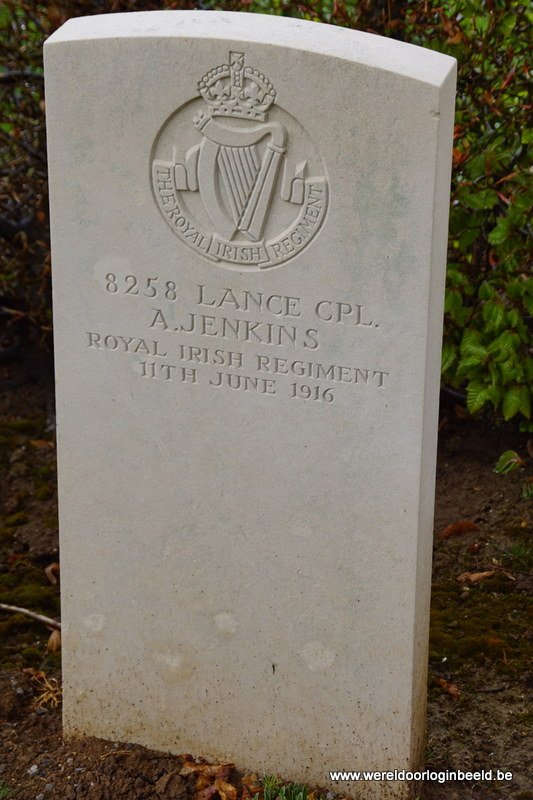 THE ROYAL IRISH REGIMENT
8258 LANCE CPL.
A.JENKINS
ROYAL IRISH REGIMENT
11TH JUNE 1916
www.wereldoorloginbeeld.be